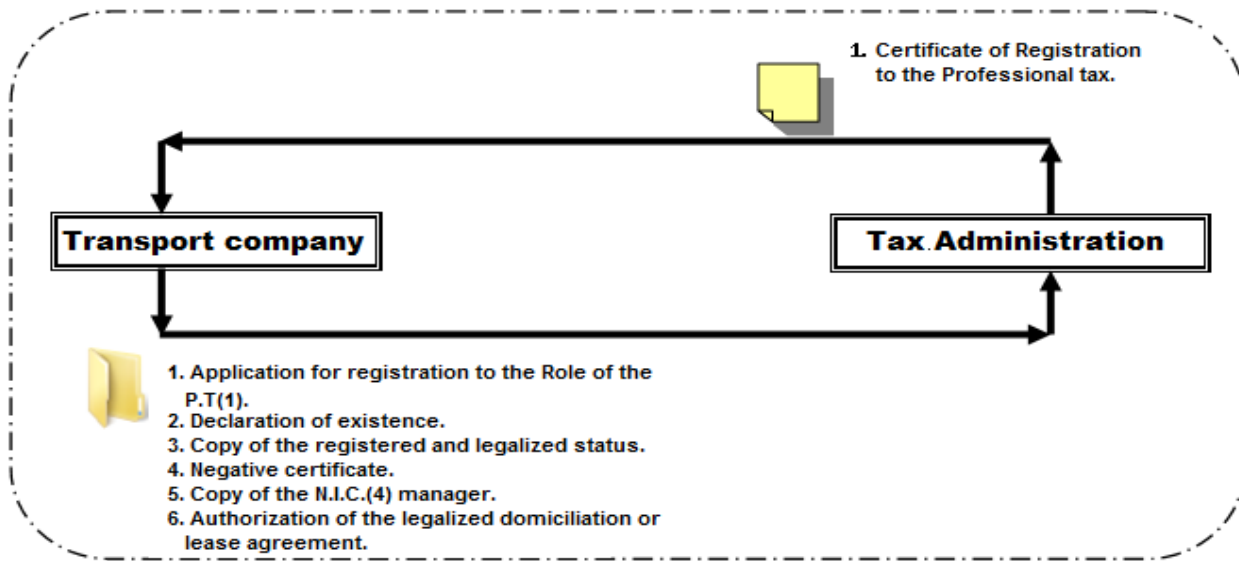 1. Certificate of Registration
to the Professional tax.
Transport company
Tax.Administration
1. Application for registration to the Role of the
P.T(1).
2. Declaration of existence.
3. Copy of the registered and legalized status.
4. Negative certificate.
5. Copy of the N.I.C.(4) manager.
6. Authorization of the legalized domiciliation or
lease agreement.